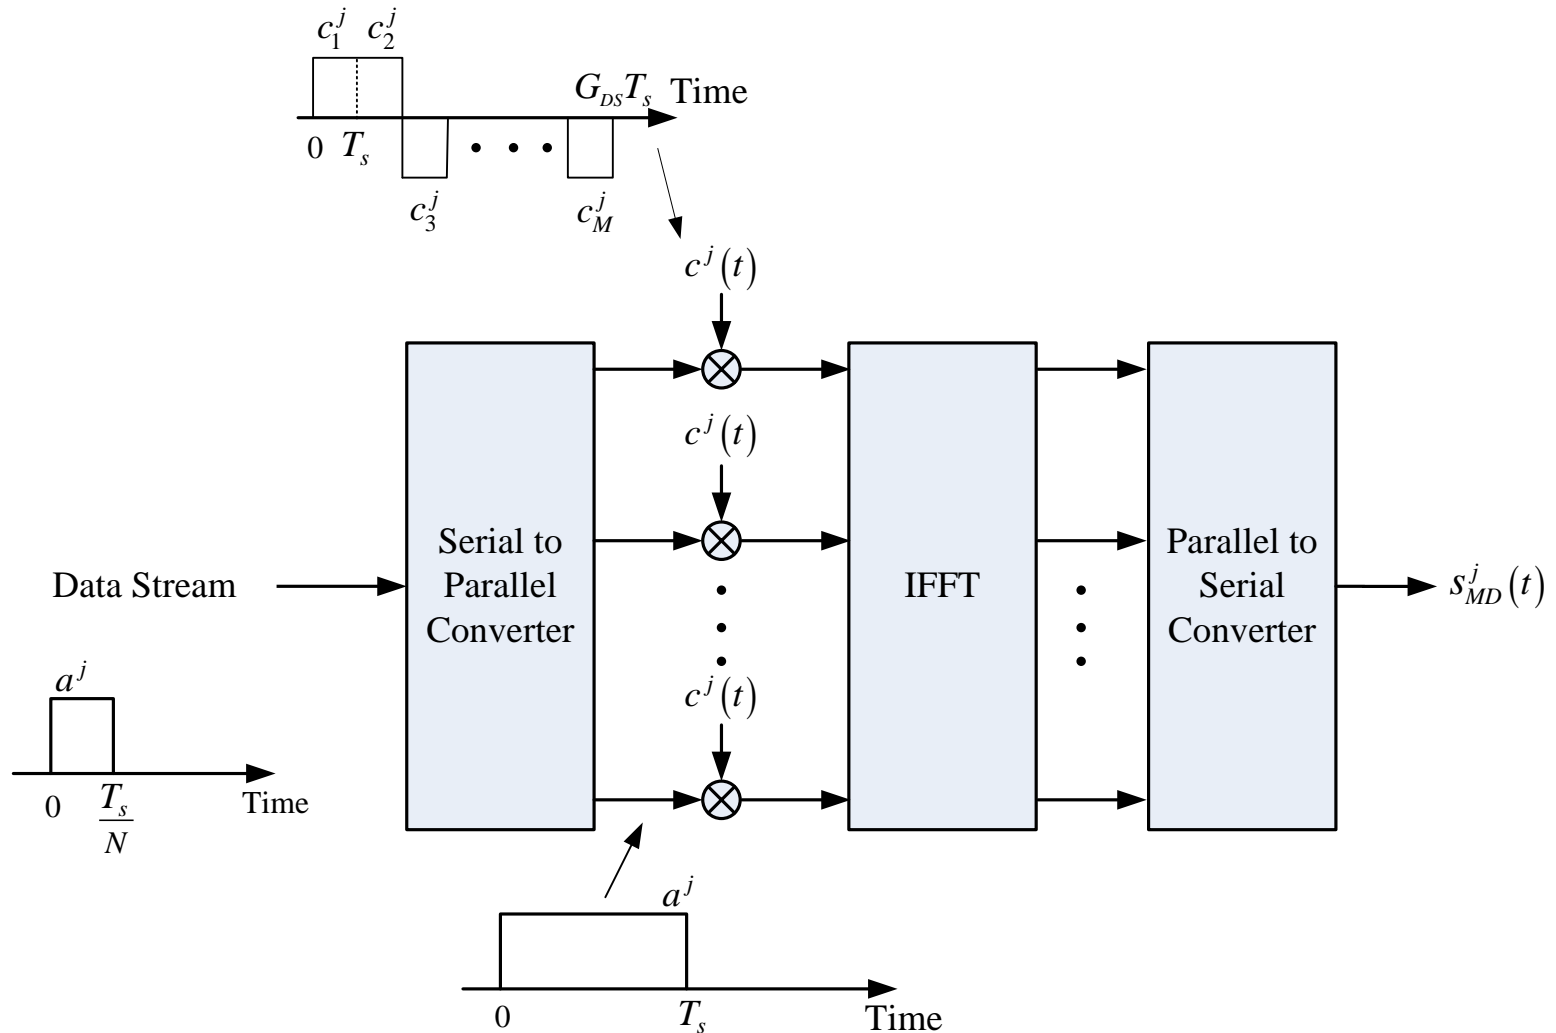 c_1^j c_2^j
G_{DS}T_s Time
0 T_s
c_3^j c_M^j
c^j(t)
c^j(t)
Serial to
Parallel
Converter
IFFT
Parallel to
Serial
Converter
Data Stream
s_{MD}^j(t)
c^j(t)
a^j
0 T_s/N Time
a^j
0 T_s Time